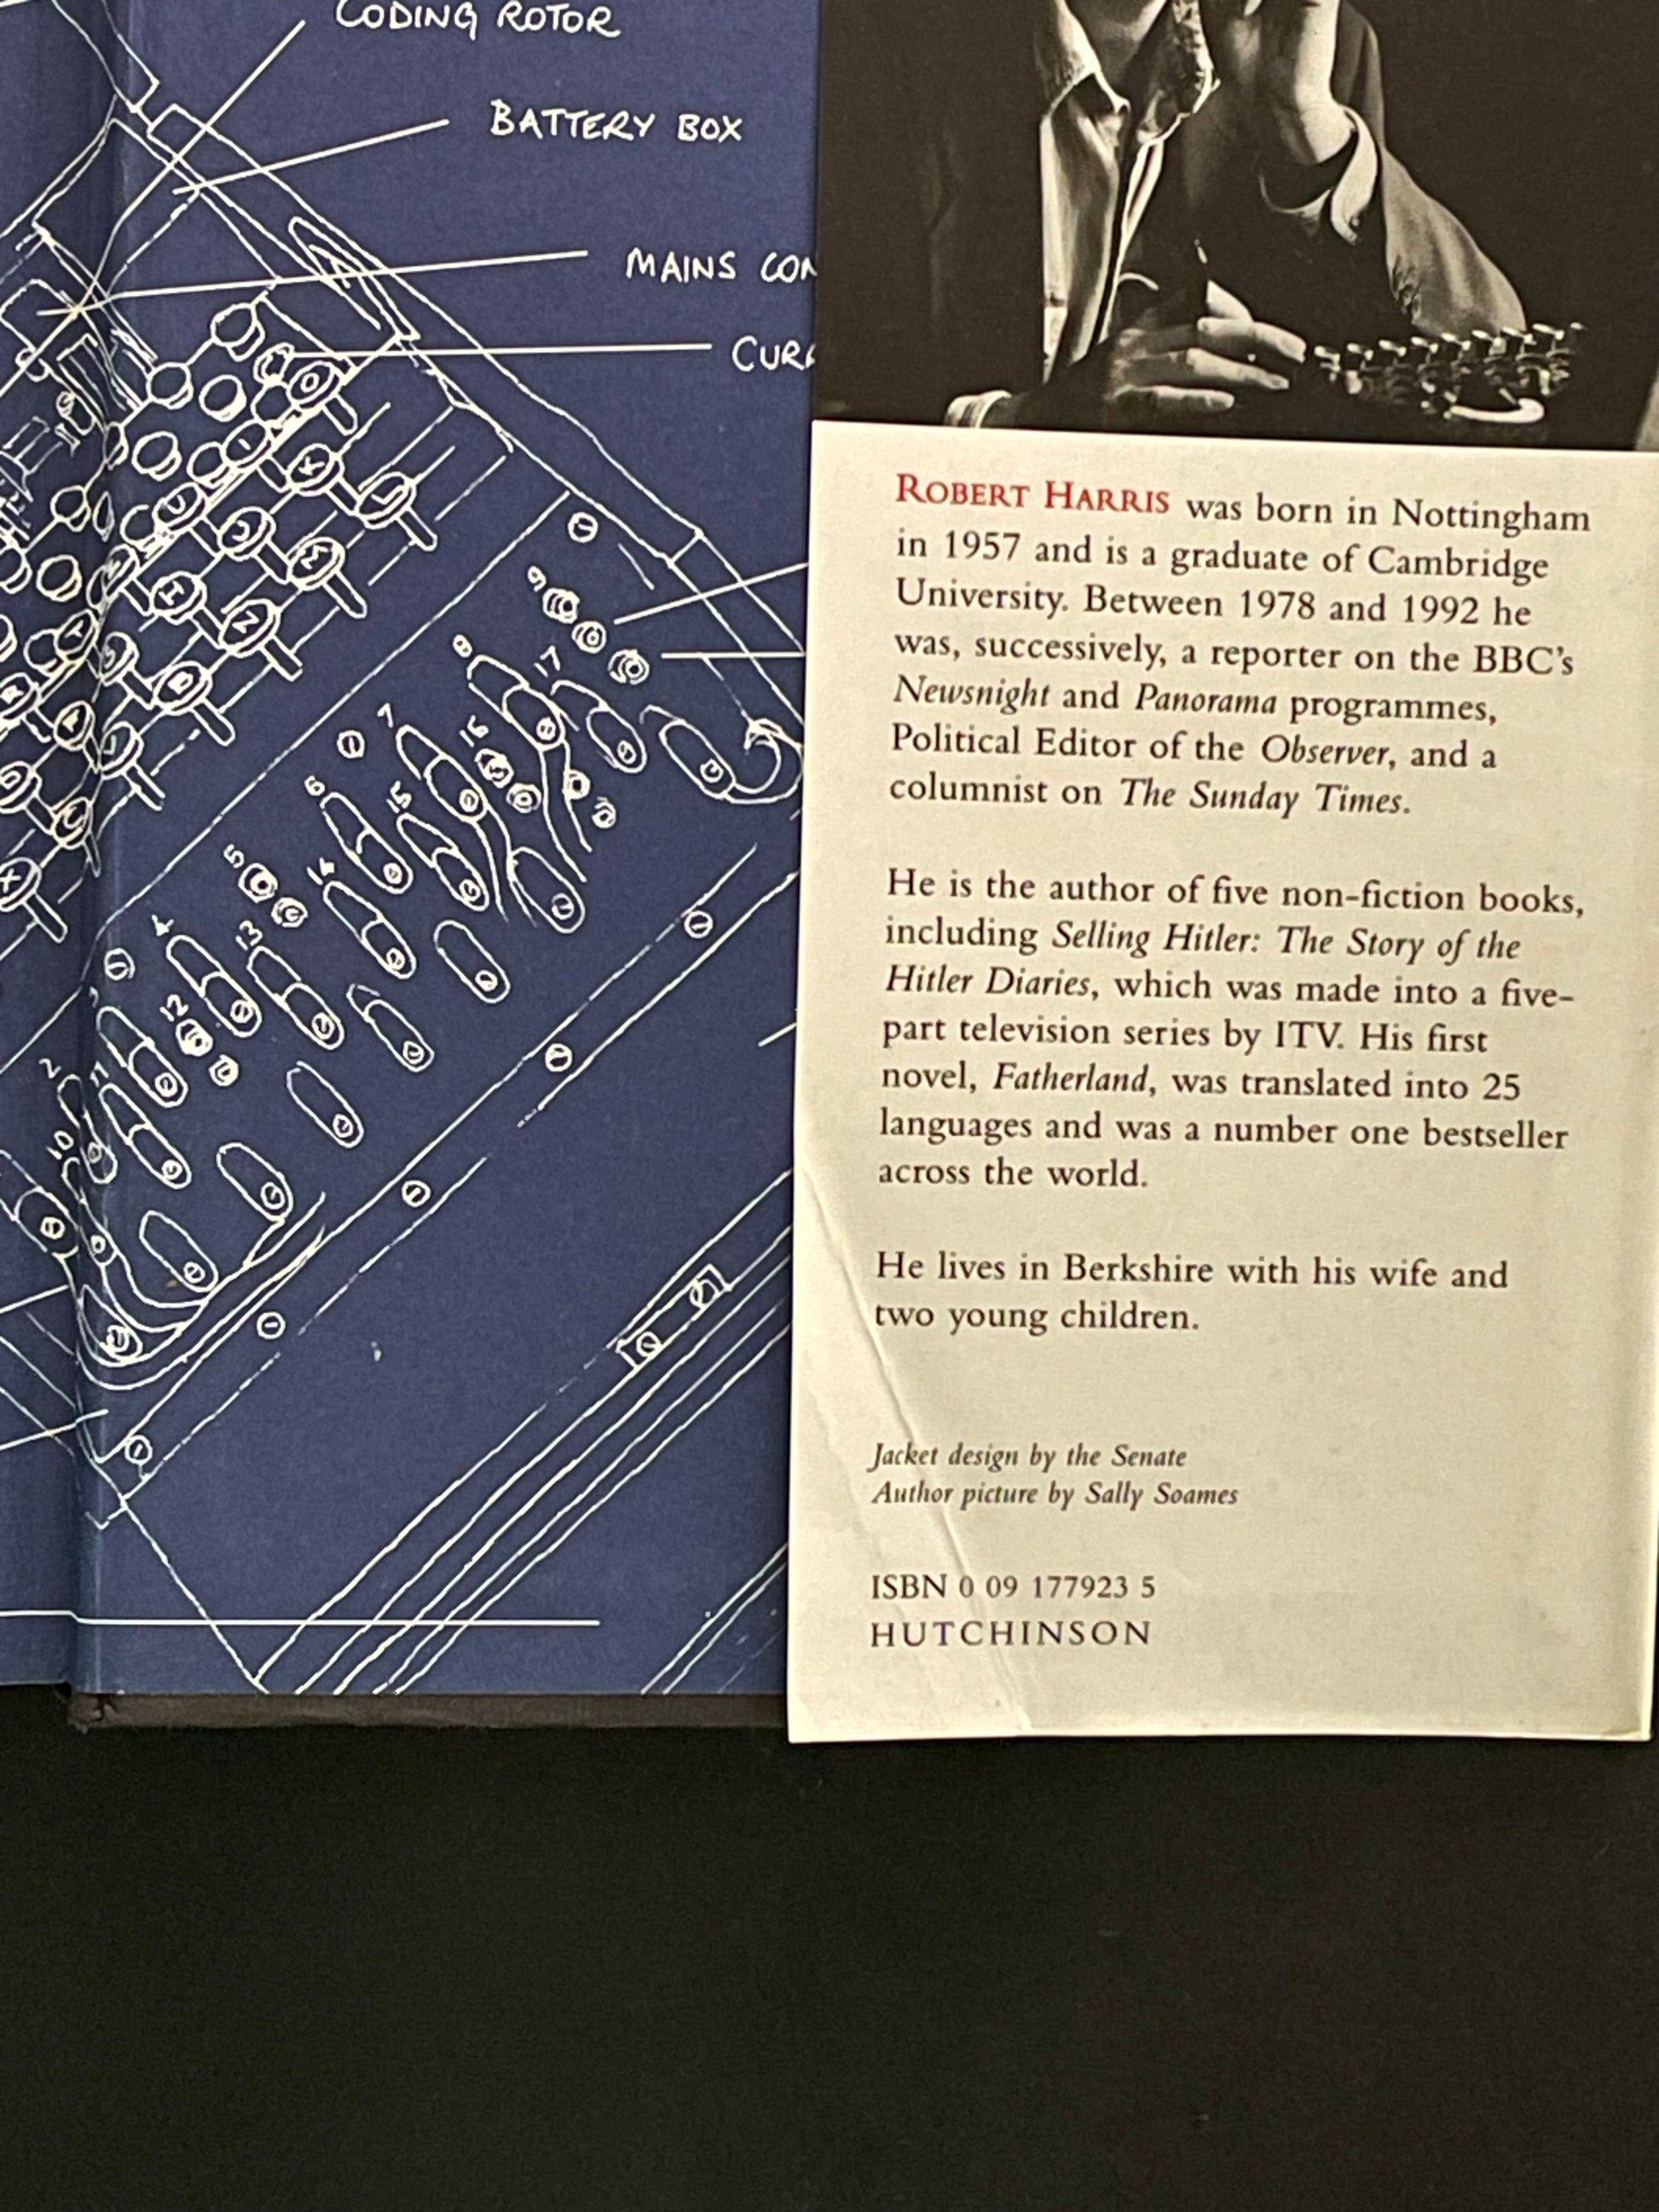 CODING ROTOR
BATTERY BOX
MAINS CON
CURR
ROBERT HARRIS was born in Nottingham
in 1957 and is a graduate of Cambridge
University. Between 1978 and 1992 he
was, successively, a reporter on the BBC's
Newsnight and Panorama programmes,
Political Editor of the Observer, and a
columnist on The Sunday Times.
He is the author of five non-fiction books,
including Selling Hitler: The Story of the
Hitler Diaries, which was made into a five-
part television series by ITV. His first
novel, Fatherland, was translated into 25
languages and was a number one bestseller
across the world.
He lives in Berkshire with his wife and
two young children.
Jacket design by the Senate
Author picture by Sally Soames
ISBN 0 09 177923 5
HUTCHINSON